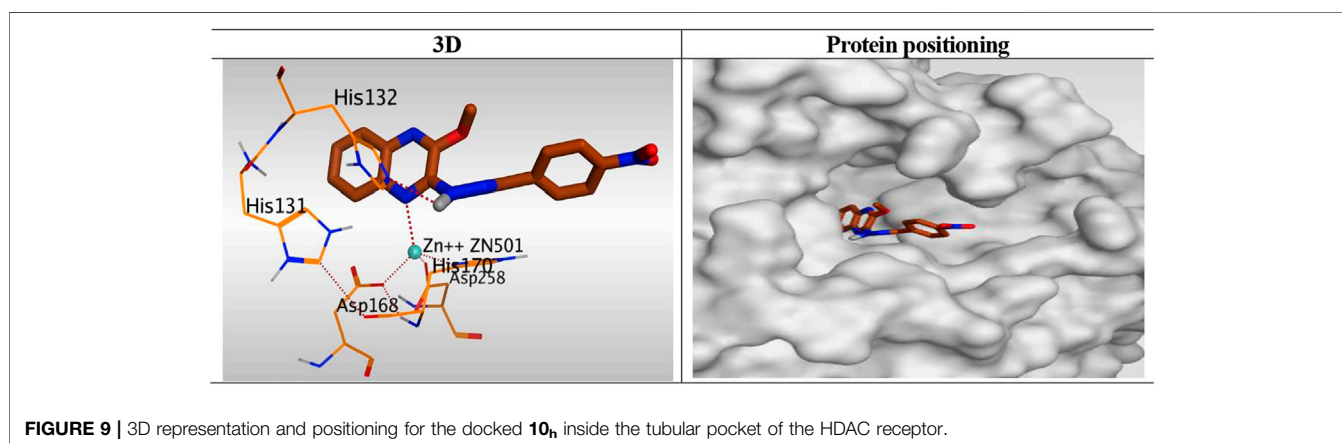 3D
Protein positioning
His132
His131
Zn++ ZN501
His170
Asp258
Asp168
FIGURE 9 | 3D representation and positioning for the docked 10h inside the tubular pocket of the HDAC receptor.